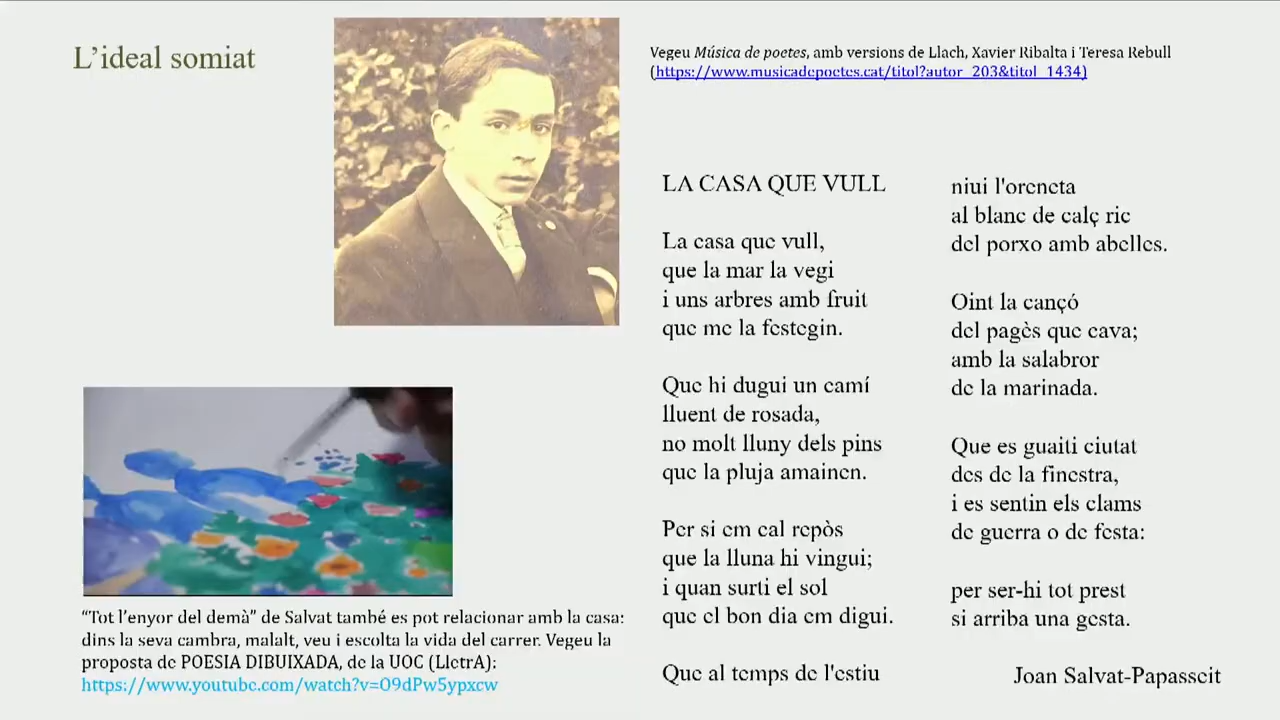 L’ideal somiat
Vegeu Música de poetes, amb versions de Llach, Xavier Ribalta i Teresa Rebull
(https://www.musicadepoetes.cat/titol?autor_203&titol_1434)
LA CASA QUE VULL
La casa que vull,
que la mar la vegi
i uns arbres amb fruit
que me la festegin.
Que hi dugui un camí
lluent de rosada,
no molt lluny dels pins
que la pluja amainen.
Per si em cal repòs
que la lluna hi vingui;
i quan surti el sol
que el bon dia em digui.
Que al temps de l'estiu
niui l'oreneta
al blanc de calç ric
del porxo amb abelles.
Oint la cançó
del pagès que cava;
amb la salabror
de la marinada.
Que es guaiti ciutat
des de la finestra,
i es sentin els clams
de guerra o de festa:
per ser-hi tot prest
si arriba una gesta.
Joan Salvat-Papasseit
“Tot l’enyor del demà” de Salvat també es pot relacionar amb la casa:
dins la seva cambra, malalt, veu i escolta la vida del carrer. Vegeu la
proposta de POESIA DIBUIXADA, de la UOC (LletrA):
https://www.youtube.com/watch?v=O9dPw5ypxcw